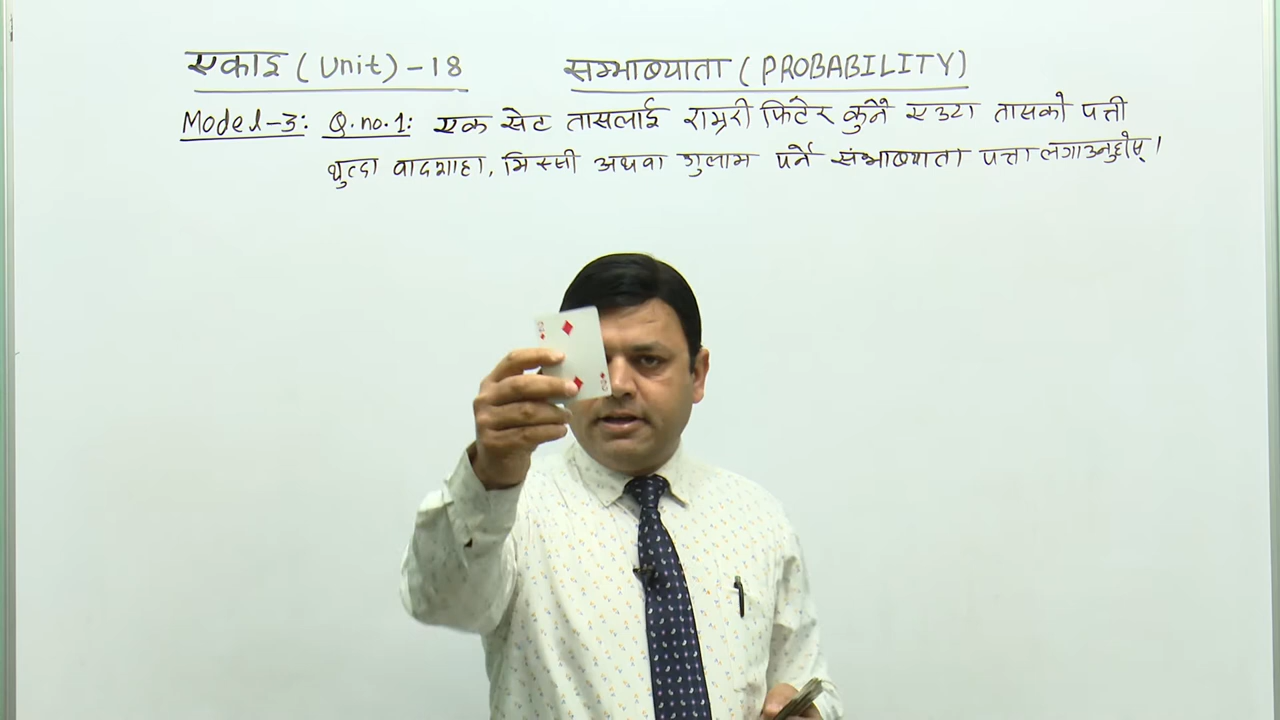 एकाइ (Unit) - 18 सम्भाव्यता (PROBABILITY)
Model-3: Q.no.1: एक सेट तासलाई राम्ररी फिटेर कुनै एउटा तासको पत्ती
थुत्दा वादशाहा, मिस्सी अथवा गुलाम पर्ने संभाव्यता पत्ता लगाउनुहोस् ।